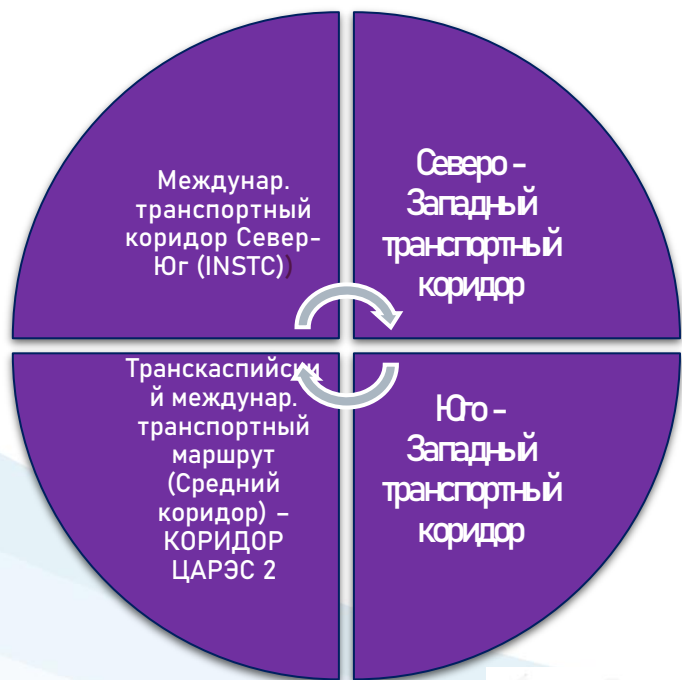 Междунар.
транспортный
коридор Север-
Юг (INSTC))
Северо –
Западный
транспортный
коридор
Транскаспийски
й междунар.
транспортный
маршрут
(Средний
коридор) –
КОРИДОР
ЦАРЭС 2
Юго –
Западный
транспортный
коридор